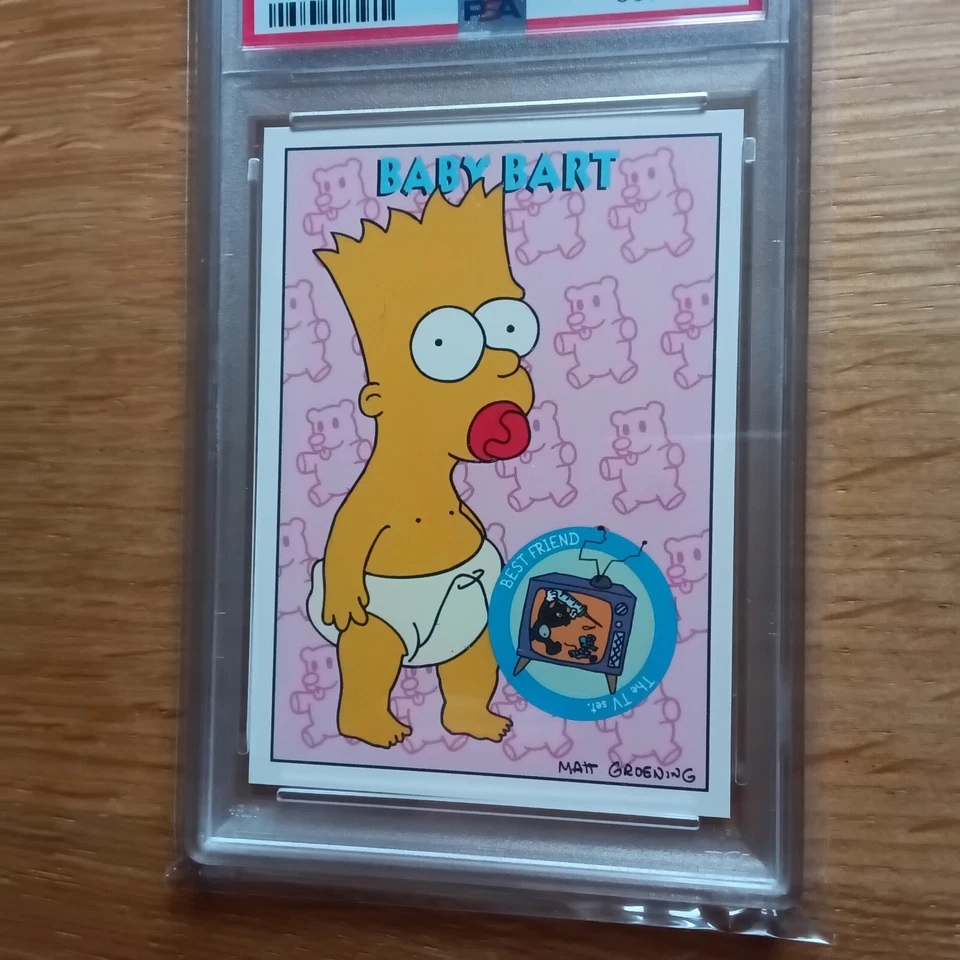 PSA
BABY BART
BEST FRIEND
The TV set.
MATT GROENING